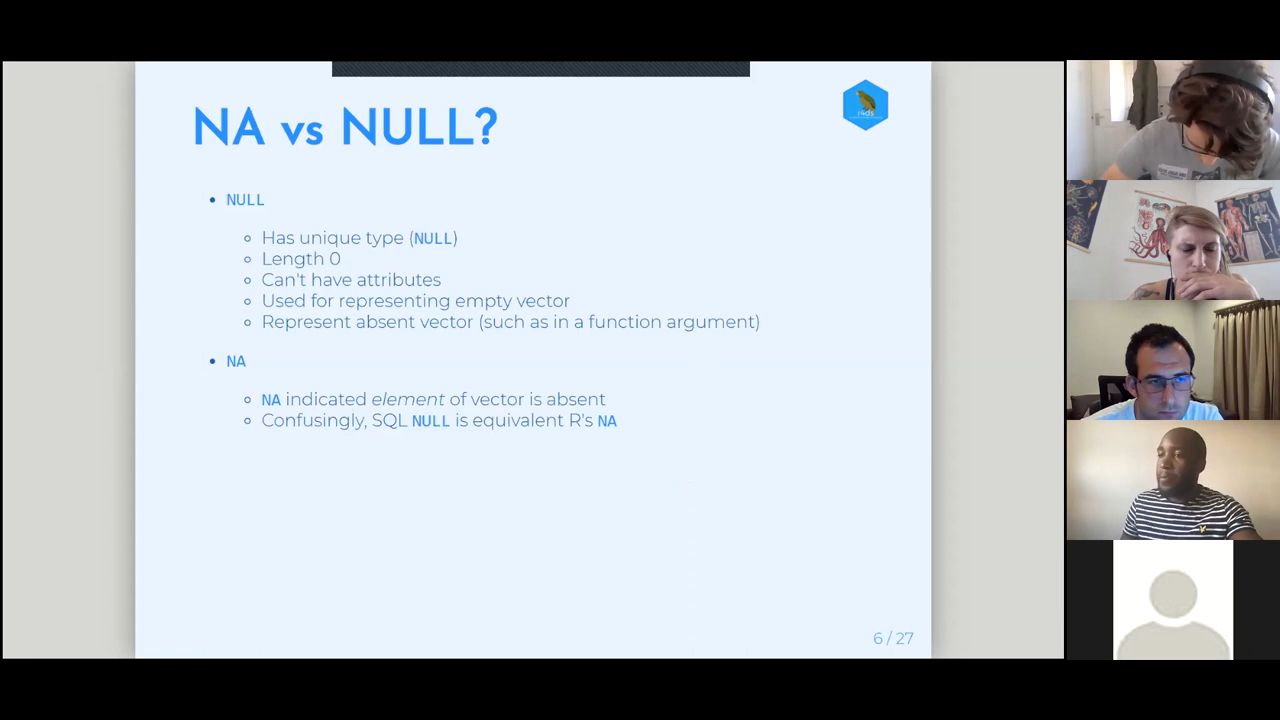 NA vs NULL?
r4ds
• NULL
◦ Has unique type (NULL)
◦ Length 0
◦ Can't have attributes
◦ Used for representing empty vector
◦ Represent absent vector (such as in a function argument)
• NA
◦ NA indicated element of vector is absent
◦ Confusingly, SQL NULL is equivalent R's NA
6 / 27